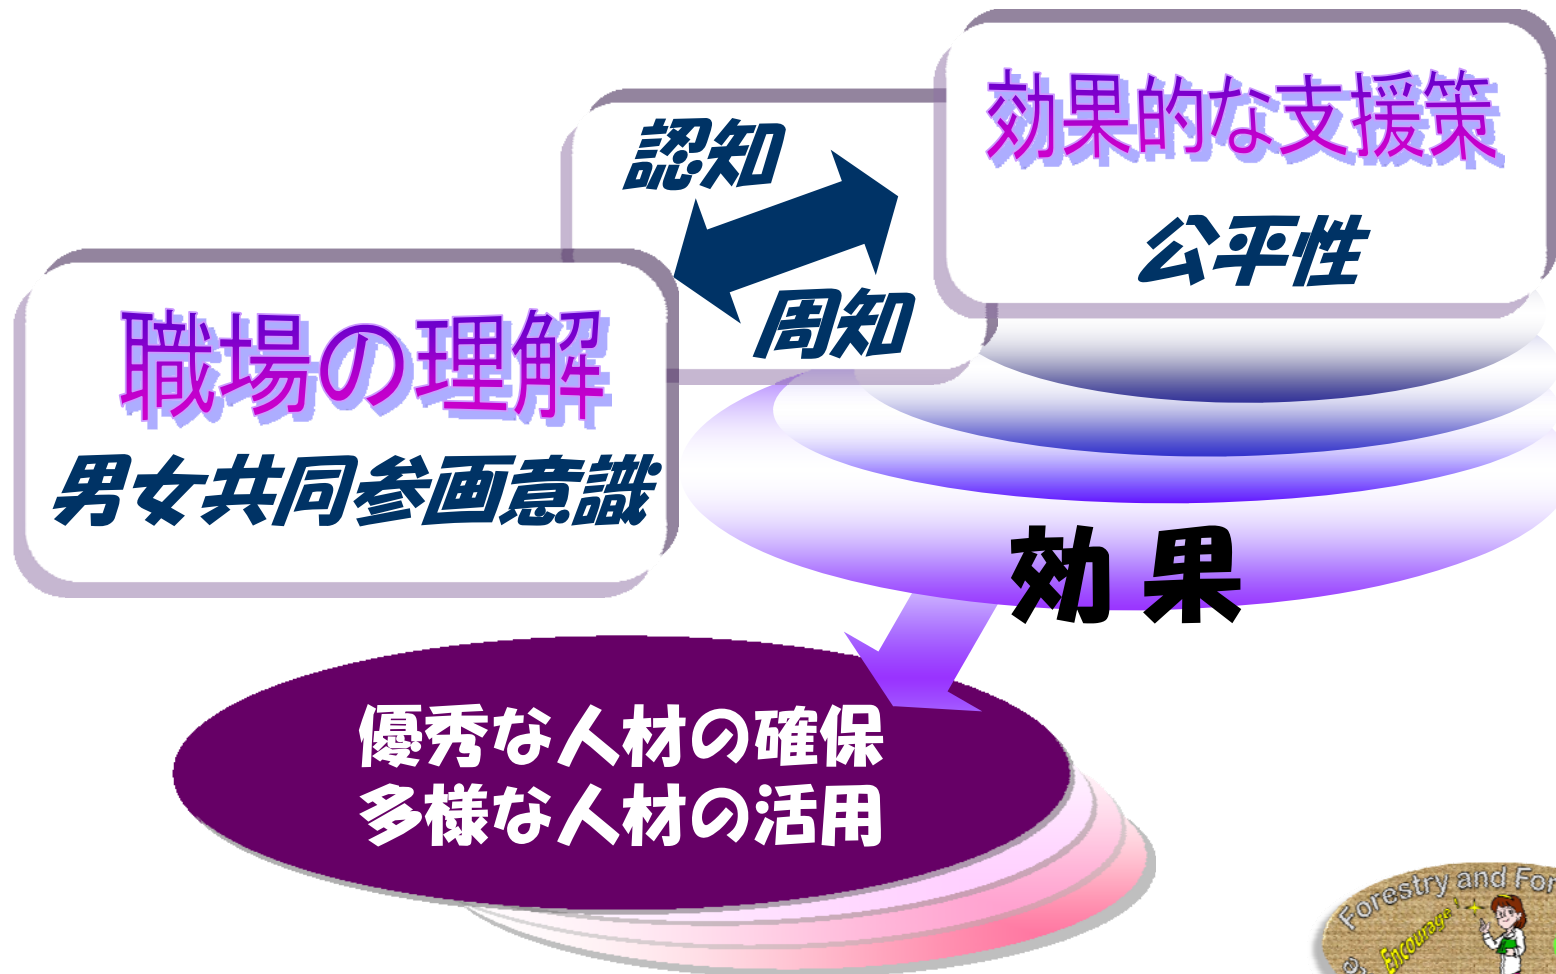 効果的な支援策
公平性
認知
周知
職場の理解
男女共同参画意識
効果
優秀な人材の確保
多様な人材の活用
Forestry and
Encourage!